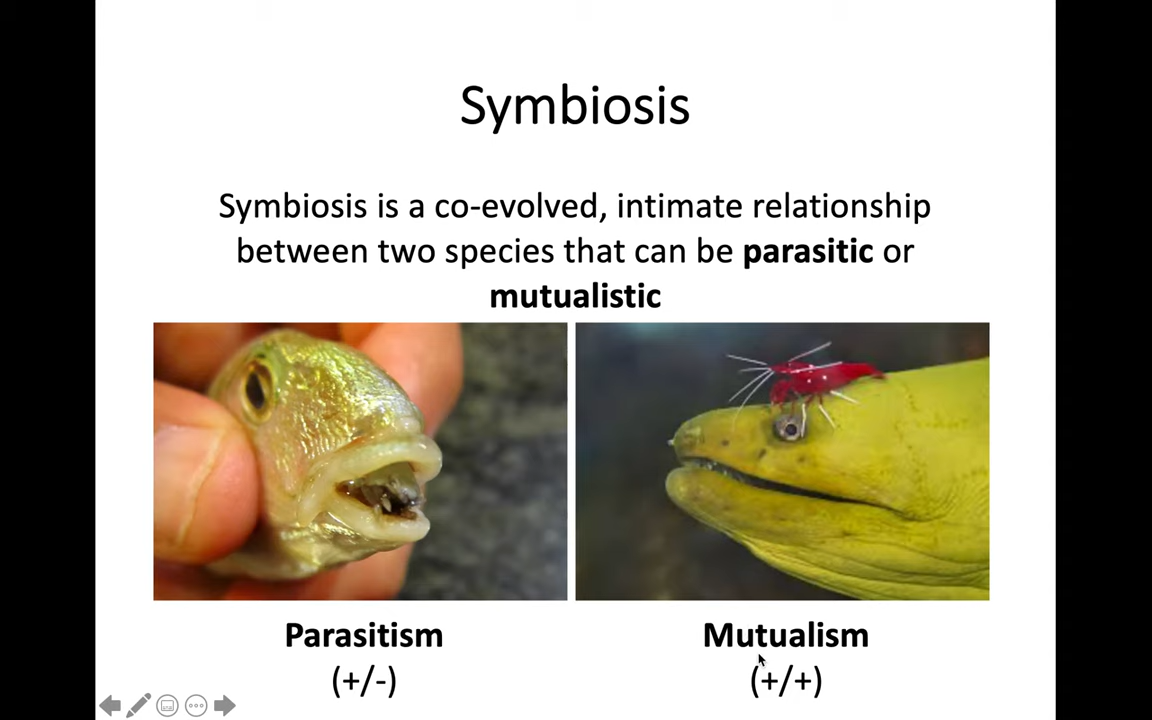 Symbiosis
Symbiosis is a co-evolved, intimate relationship
between two species that can be parasitic or
mutualistic
Parasitism
Mutualism
(+/-)
(+/+)